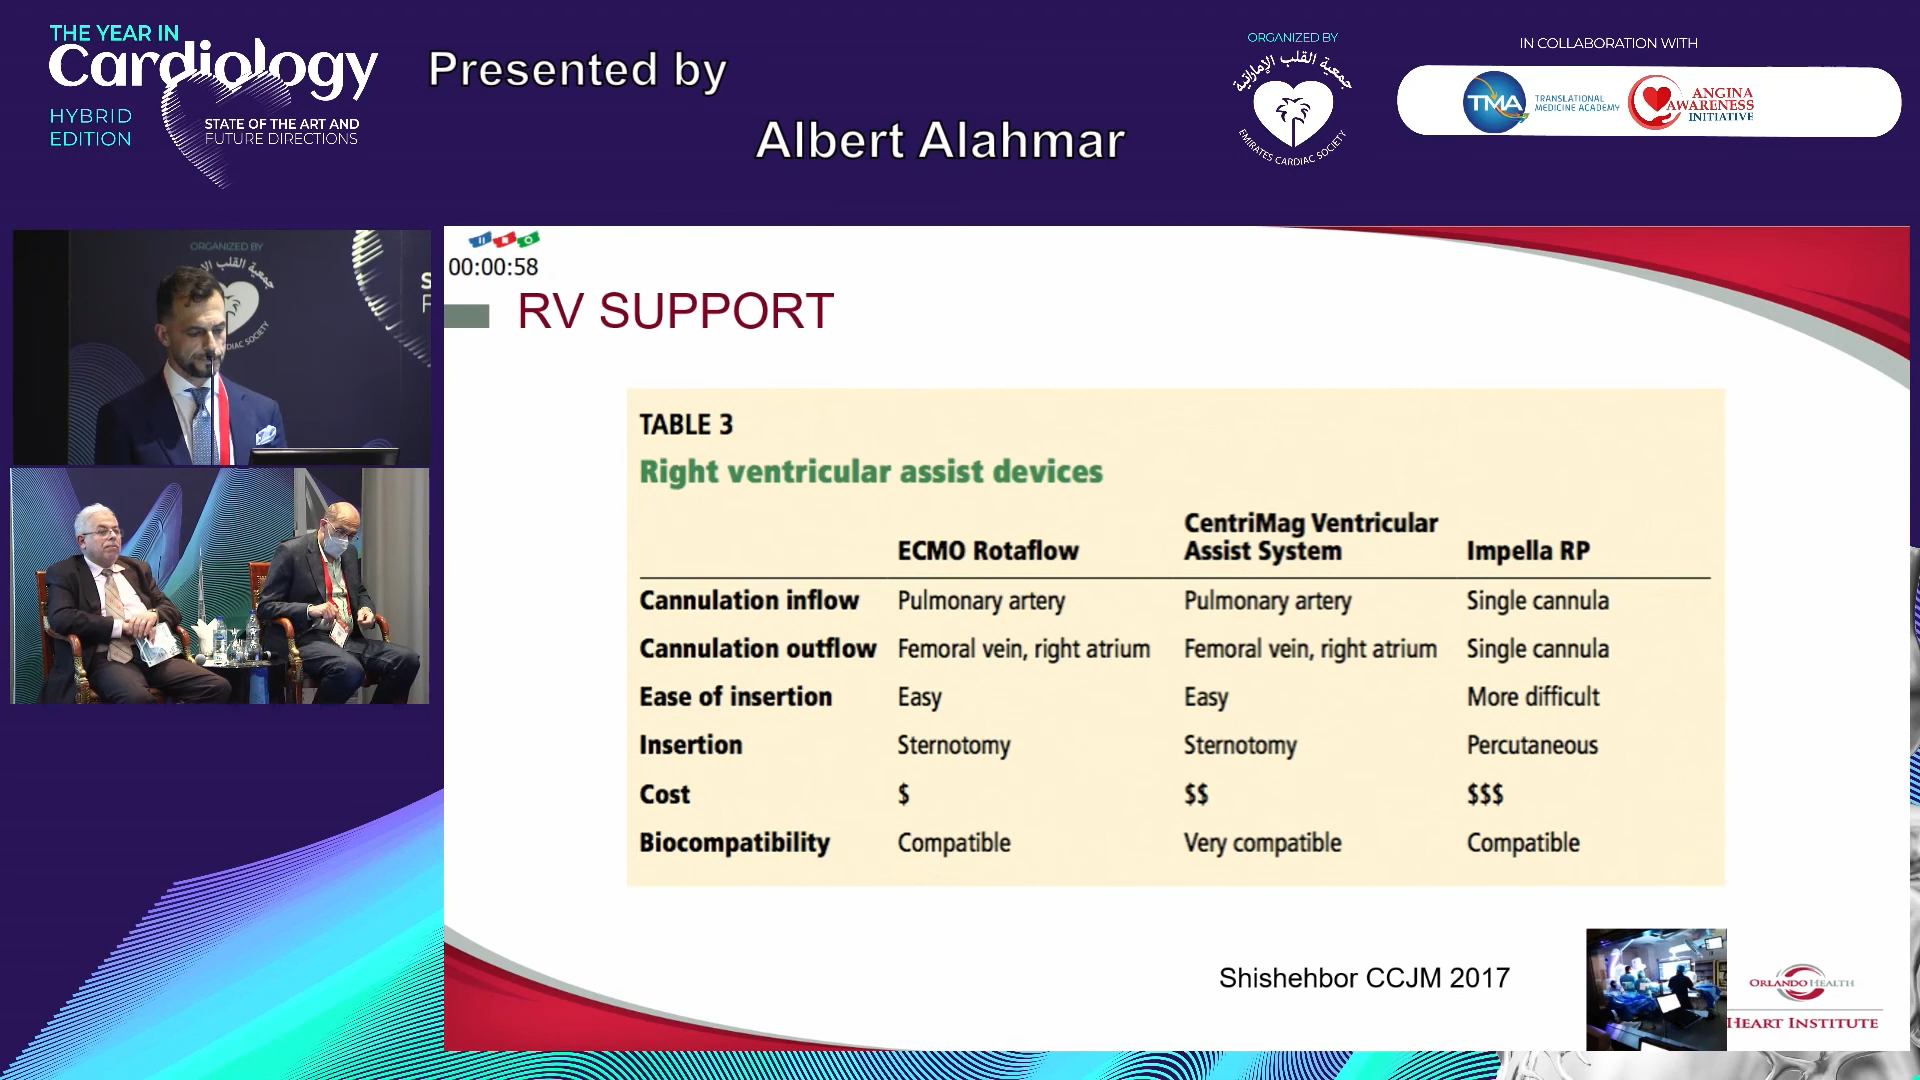 THE YEAR IN
Cardiology
HYBRID
EDITION
STATE OF THE ART AND
FUTURE DIRECTIONS
Presented by
Albert Alahmar
ORGANIZED BY
جمعية القلب الإماراتية
EMIRATES CARDIAC SOCIETY
IN COLLABORATION WITH
TMA
TRANSLATIONAL
MEDICINE ACADEMY
ANGINA
AWARENESS
INITIATIVE
ORGANIZED BY
00:00:58
RV SUPPORT
TABLE 3
Right ventricular assist devices
ECMO Rotaflow CentriMag Ventricular Assist System Impella RP
Cannulation inflow Pulmonary artery Pulmonary artery Single cannula
Cannulation outflow Femoral vein, right atrium Femoral vein, right atrium Single cannula
Ease of insertion Easy Easy More difficult
Insertion Sternotomy Sternotomy Percutaneous
Cost $ $$ $$$
Biocompatibility Compatible Very compatible Compatible
Shishehbor CCJM 2017
ORLANDO HEALTH
HEART INSTITUTE